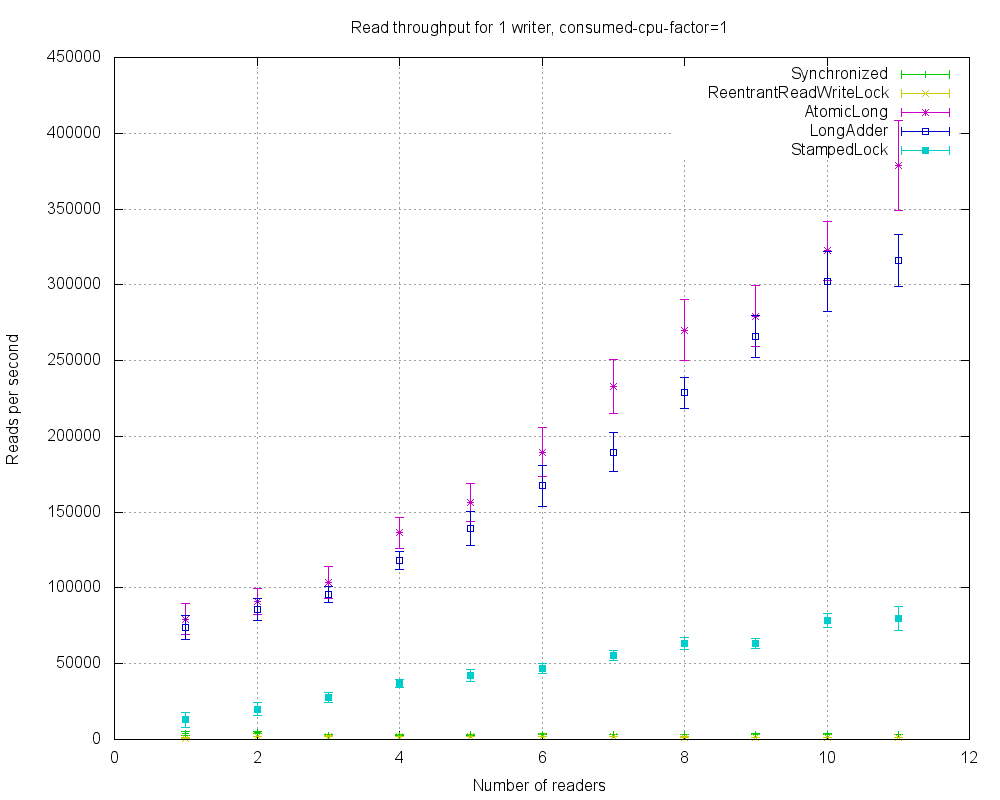 Read throughput for 1 writer, consumed-cpu-factor=1
450000
400000
350000
300000
250000
200000
150000
100000
50000
0
Reads per second
Synchronized
ReentrantReadWriteLock
AtomicLong
LongAdder
StampedLock
0 2 4 6 8 10 12
Number of readers